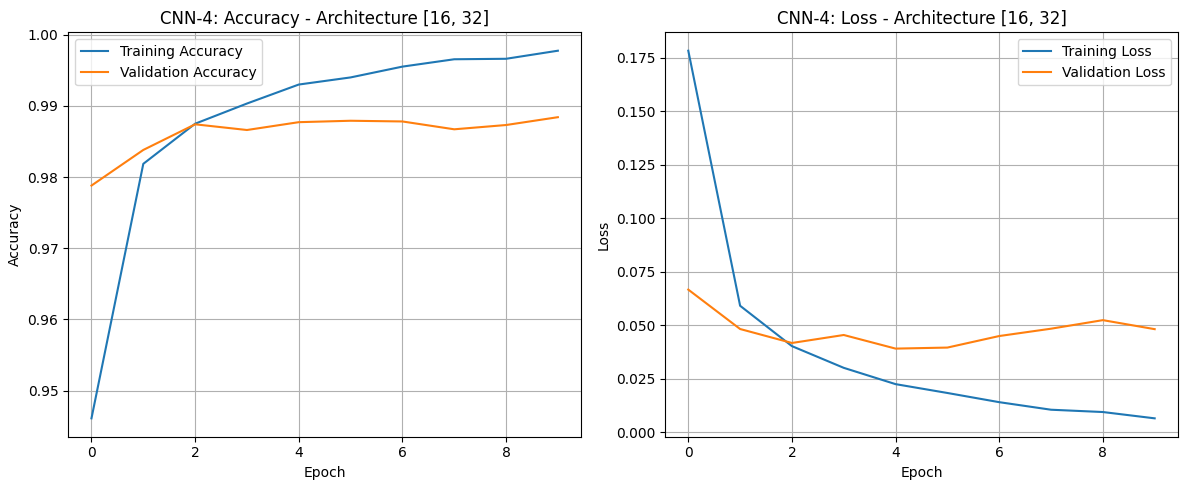 CNN-4: Accuracy - Architecture [16, 32]
Training Accuracy
Validation Accuracy
1.00
0.99
0.98
0.97
0.96
0.95
Accuracy
0 2 4 6 8
Epoch
CNN-4: Loss - Architecture [16, 32]
Training Loss
Validation Loss
0.175
0.150
0.125
0.100
0.075
0.050
0.025
0.000
Loss
0 2 4 6 8
Epoch